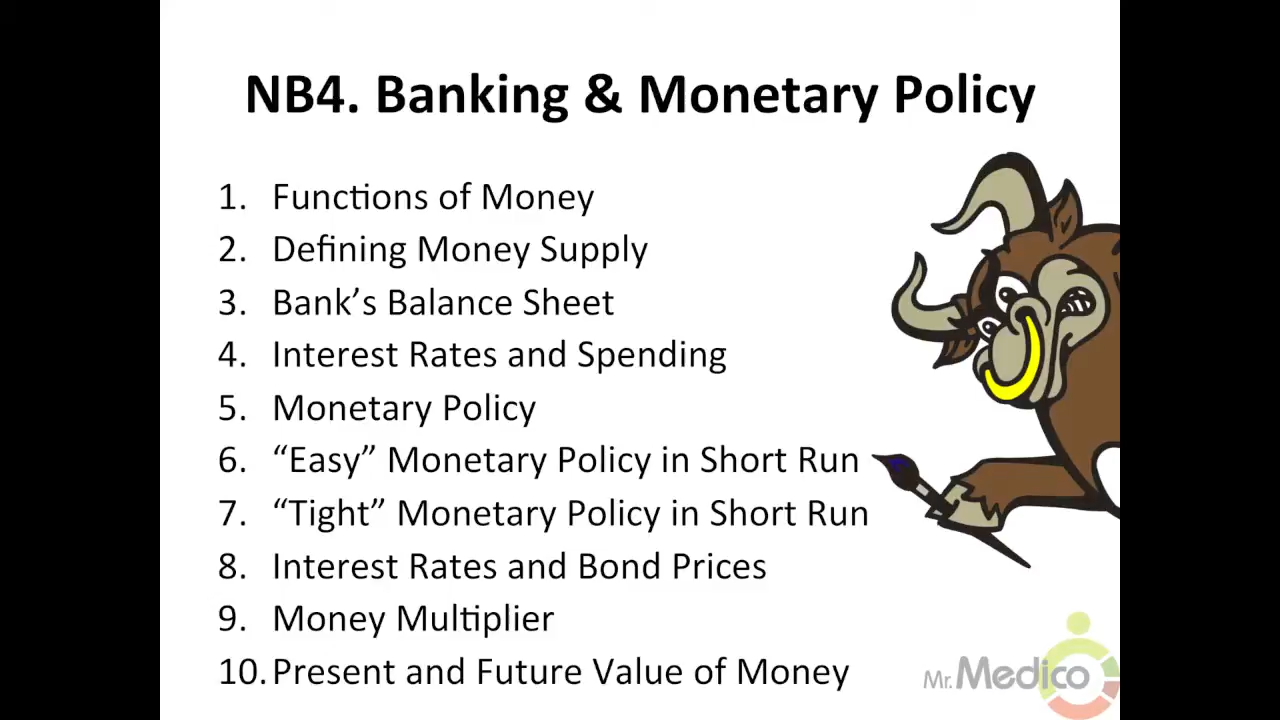 NB4. Banking & Monetary Policy
1. Functions of Money
2. Defining Money Supply
3. Bank’s Balance Sheet
4. Interest Rates and Spending
5. Monetary Policy
6. “Easy” Monetary Policy in Short Run
7. “Tight” Monetary Policy in Short Run
8. Interest Rates and Bond Prices
9. Money Multiplier
10. Present and Future Value of Money
Mr. Medico